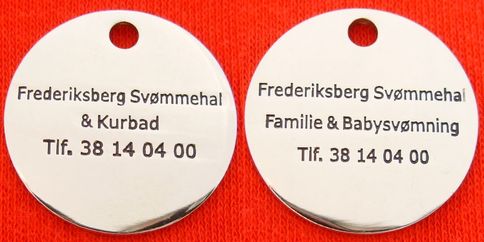 Frederiksberg Svømmehal
& Kurbad
Tlf. 38 14 04 00
Frederiksberg Svømmehal
Familie & Babysvømning
Tlf. 38 14 04 00